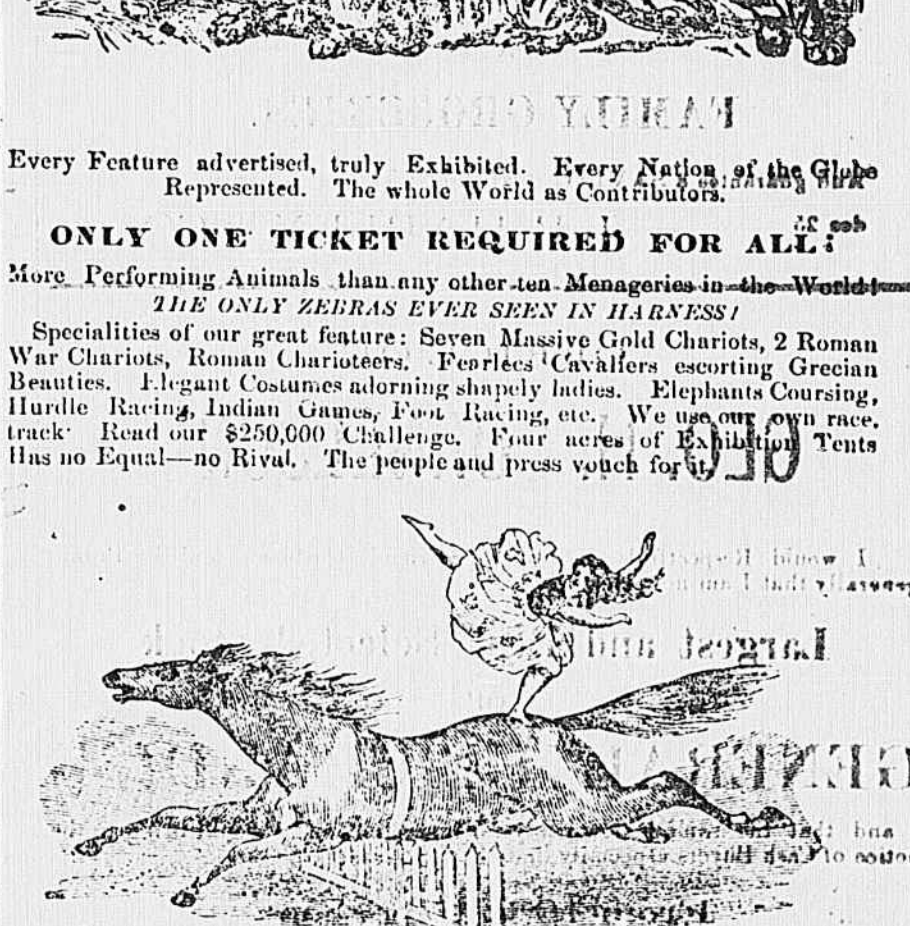 Every Feature advertised, truly Exhibited. Every Nation of the Globe
Represented. The whole World as Contributors.
ONLY ONE TICKET REQUIRED FOR ALL!
More Performing Animals than any other ten Menageries in the World!
THE ONLY ZEBRAS EVER SEEN IN HARNESS!
Specialities of our great feature: Seven Massive Gold Chariots, 2 Roman
War Chariots, Roman Charioteers. Fearlees Cavaliers escorting Grecian
Beauties. Elegant Costumes adorning shapely ladies. Elephants Coursing,
Hurdle Racing, Indian Games, Foot Racing, etc. We use our own race.
track Read our $250,000 Challenge. Four acres of Exhibition Tents
Has no Equal—no Rival. The people and press vouch for it.